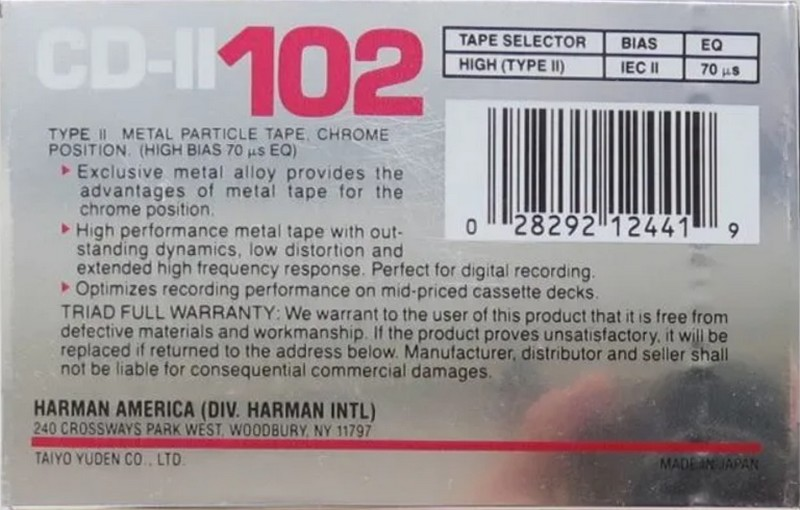 CD-II 102
TAPE SELECTOR BIAS EQ
HIGH (TYPE II) IEC II 70 μs
TYPE II METAL PARTICLE TAPE, CHROME
POSITION. (HIGH BIAS 70 μs EQ)
Exclusive metal alloy provides the
advantages of metal tape for the
chrome position.
High performance metal tape with out-
standing dynamics, low distortion and
extended high frequency response. Perfect for digital recording.
Optimizes recording performance on mid-priced cassette decks.
0 28292 12441 9
TRIAD FULL WARRANTY: We warrant to the user of this product that it is free from
defective materials and workmanship. If the product proves unsatisfactory, it will be
replaced if returned to the address below. Manufacturer, distributor and seller shall
not be liable for consequential commercial damages.
HARMAN AMERICA (DIV. HARMAN INTL)
240 CROSSWAYS PARK WEST, WOODBURY, NY 11797
TAIYO YUDEN CO., LTD.
MADE IN JAPAN